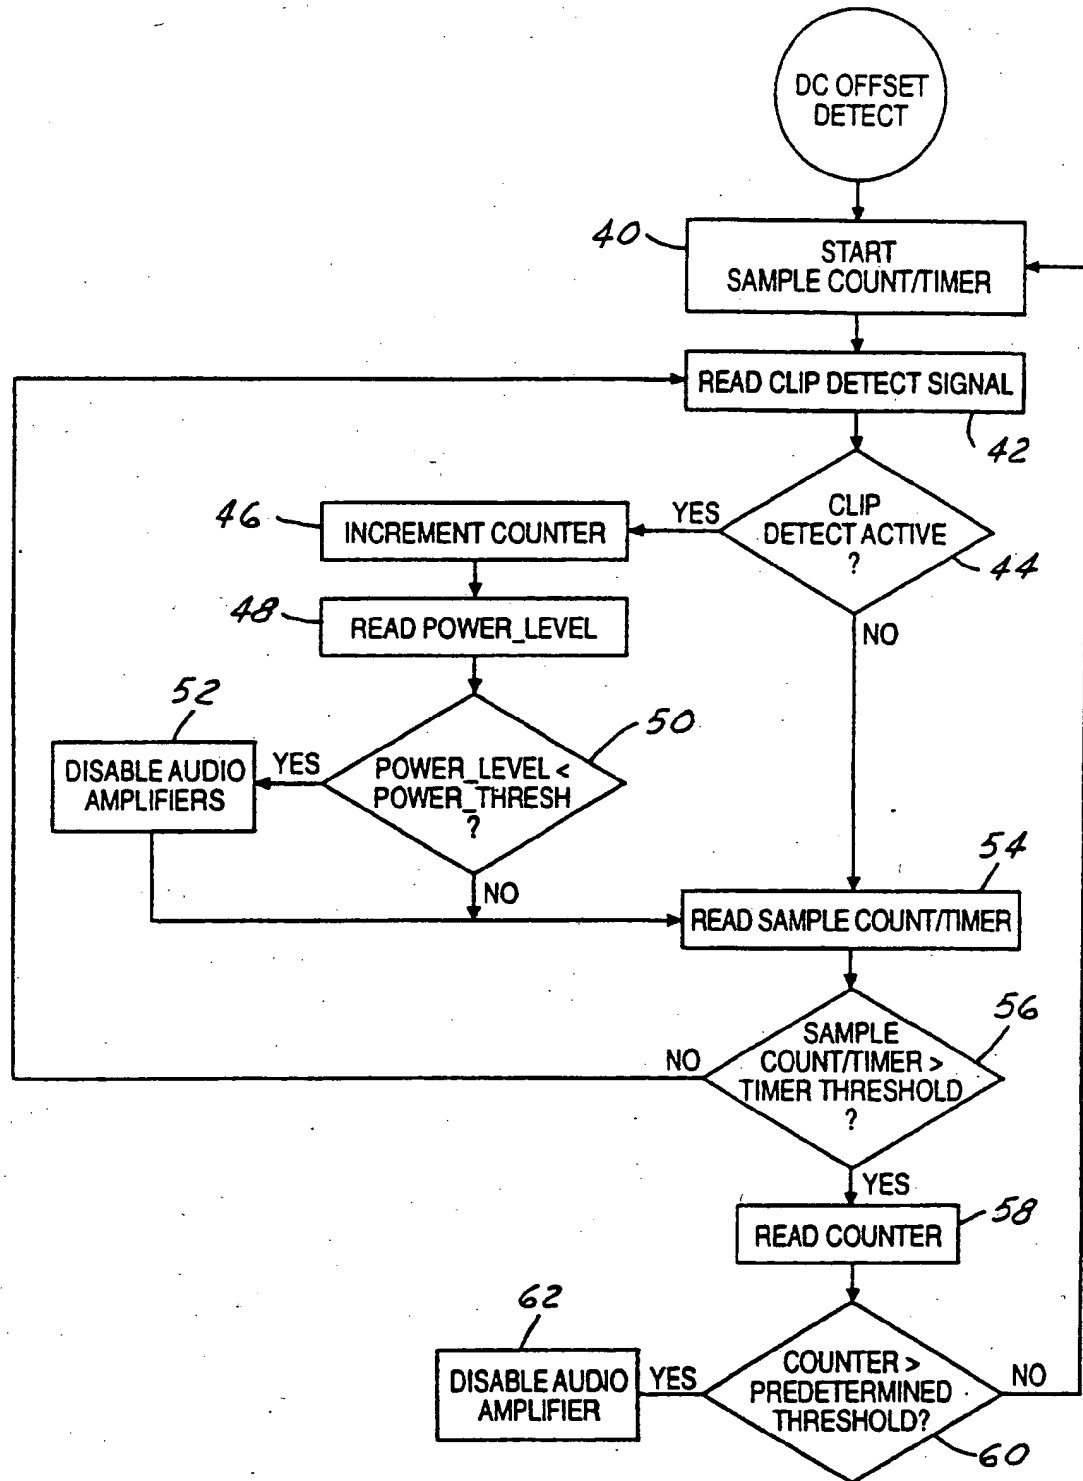 DC OFFSET
DETECT
40
START
SAMPLE COUNT/TIMER
READ CLIP DETECT SIGNAL
42
CLIP
DETECT ACTIVE
?
44
YES
NO
46
INCREMENT COUNTER
48
READ POWER_LEVEL
50
POWER_LEVEL <
POWER_THRESH
?
YES
NO
52
DISABLE AUDIO
AMPLIFIERS
54
READ SAMPLE COUNT/TIMER
56
SAMPLE
COUNT/TIMER >
TIMER THRESHOLD
?
NO
YES
58
READ COUNTER
COUNTER >
PREDETERMINED
THRESHOLD?
60
YES
NO
62
DISABLE AUDIO
AMPLIFIER